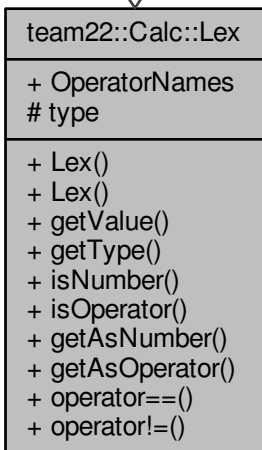 team22::Calc::Lex
+ OperatorNames
# type
+ Lex()
+ Lex()
+ getValue()
+ getType()
+ isNumber()
+ isOperator()
+ getAsNumber()
+ getAsOperator()
+ operator==()
+ operator!=()